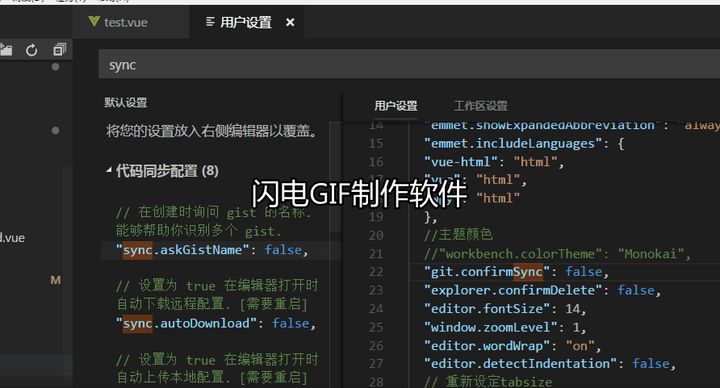 test.vue
用户设置
sync
默认设置
将您的设置放入右侧编辑器以覆盖。
代码同步配置 (8)
// 在创建时询问 gist 的名称.
能够帮助你识别多个 gist.
"sync.askGistName": false,
// 设置为 true 在编辑器打开时
自动下载远程配置. [需要重启]
"sync.autoDownload": false,
// 设置为 true 在编辑器打开时
自动上传本地配置. [需要重启]
d.vue
M
用户设置
工作区设置
14 "emmet.showExpandedAbbreviation": "alway
15 "emmet.includeLanguages": {
16 "vue-html": "html",
17 "html",
18 "html"
19 },
20 //主题颜色
21 //"workbench.colorTheme": "Monokai",
22 "git.confirmSync": false,
23 "explorer.confirmDelete": false,
24 "editor.fontSize": 14,
25 "window.zoomLevel": 1,
26 "editor.wordWrap": "on",
27 "editor.detectIndentation": false,
28 // 重新设定tabsize
闪电GIF制作软件